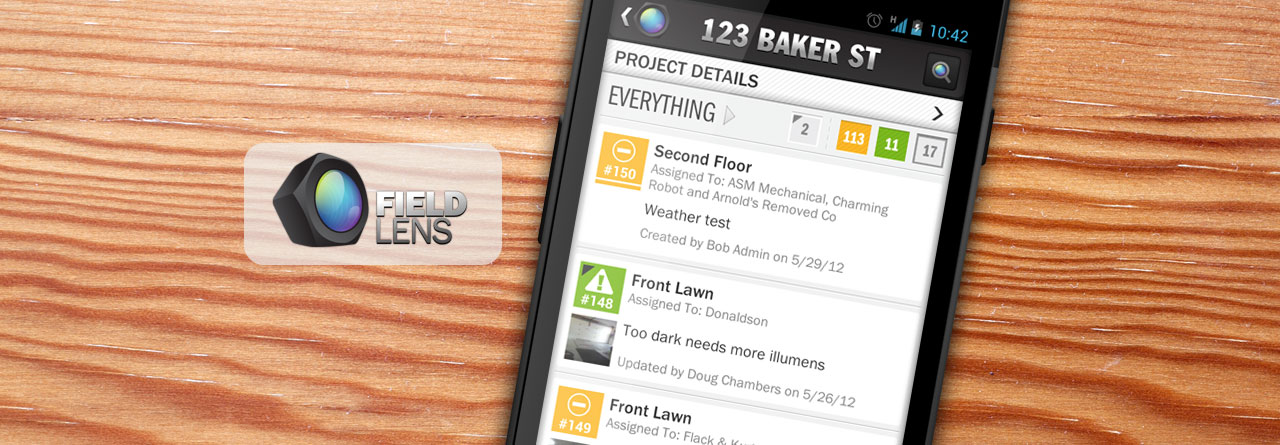 FIELD
LENS
H
10:42
123 BAKER ST
PROJECT DETAILS
EVERYTHING
2
113
11
17
#150
Second Floor
Assigned To: ASM Mechanical, Charming
Robot and Arnold's Removed Co
Weather test
Created by Bob Admin on 5/29/12
#148
Front Lawn
Assigned To: Donaldson
Too dark needs more illumens
Updated by Doug Chambers on 5/26/12
#149
Front Lawn
Assigned To: Flack &